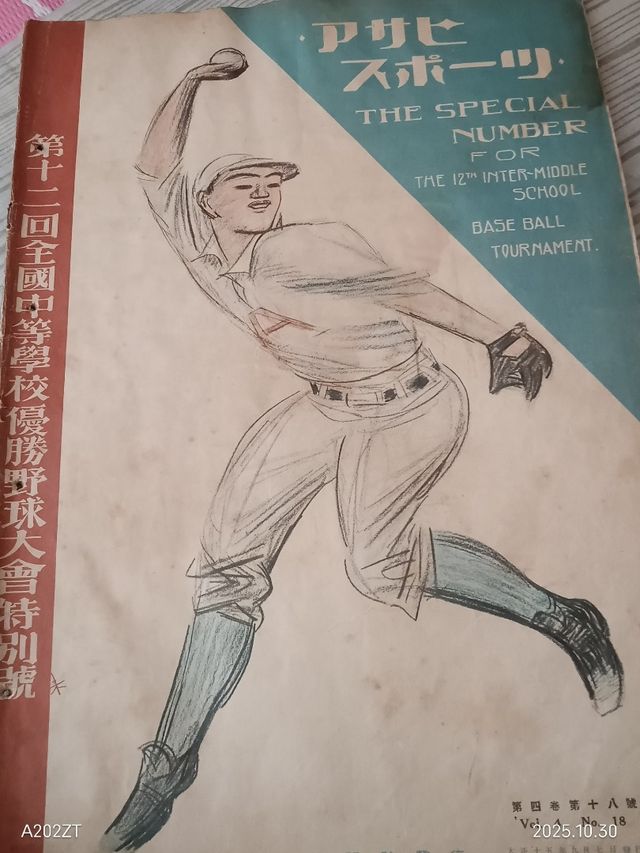 ・アサヒ
スポーツ・
THE SPECIAL
NUMBER
FOR
THE 12TH INTER-MIDDLE
SCHOOL
BASE BALL
TOURNAMENT.
第十二回全國中等學校優勝野球大會特別號
第四卷第十八號
Vol. 4 No. 18
A202ZT
2025.10.30